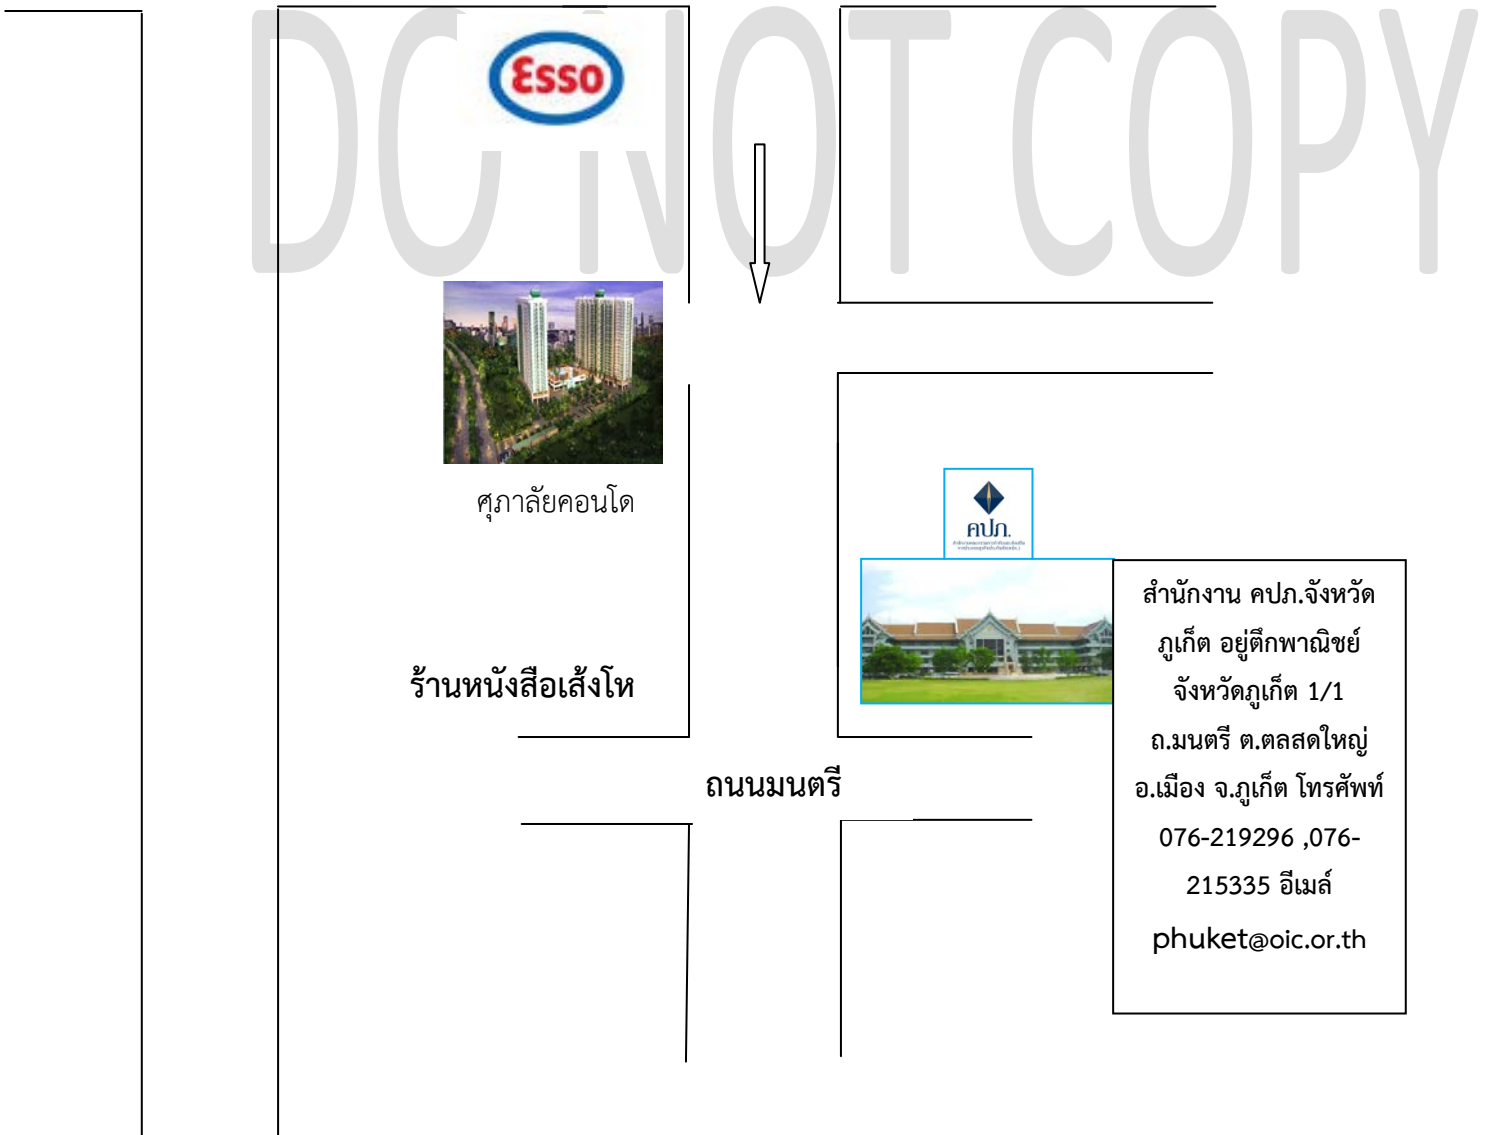 DO NOT COPY
Esso
ศุภาลัยคอนโด
คปภ.
ร้านหนังสือเส้งโห
ถนนมนตรี
สำนักงาน คปภ.จังหวัด
ภูเก็ต อยู่ตึกพาณิชย์
จังหวัดภูเก็ต 1/1
ถ.มนตรี ต.ตลสดใหญ่
อ.เมือง จ.ภูเก็ต โทรศัพท์
076-219296 ,076-
215335 อีเมล์
phuket@oic.or.th